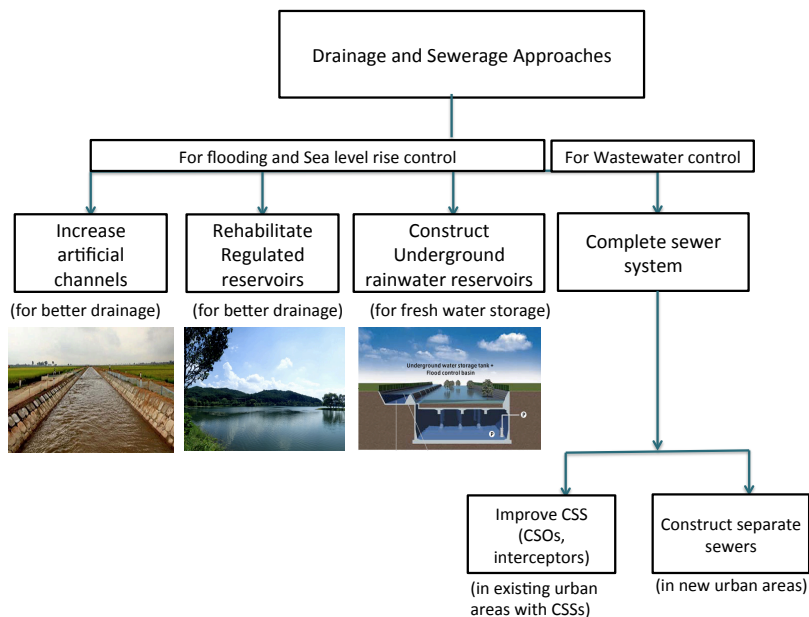 Drainage and Sewerage Approaches
For flooding and Sea level rise control
For Wastewater control
Increase
artificial
channels
(for better drainage)
Rehabilitate
Regulated
reservoirs
(for better drainage)
Construct
Underground
rainwater reservoirs
(for fresh water storage)
Complete sewer
system
Underground water storage tank +
Flood control basin
P
P
Improve CSS
(CSOs,
interceptors)
(in existing urban
areas with CSSs)
Construct separate
sewers
(in new urban areas)